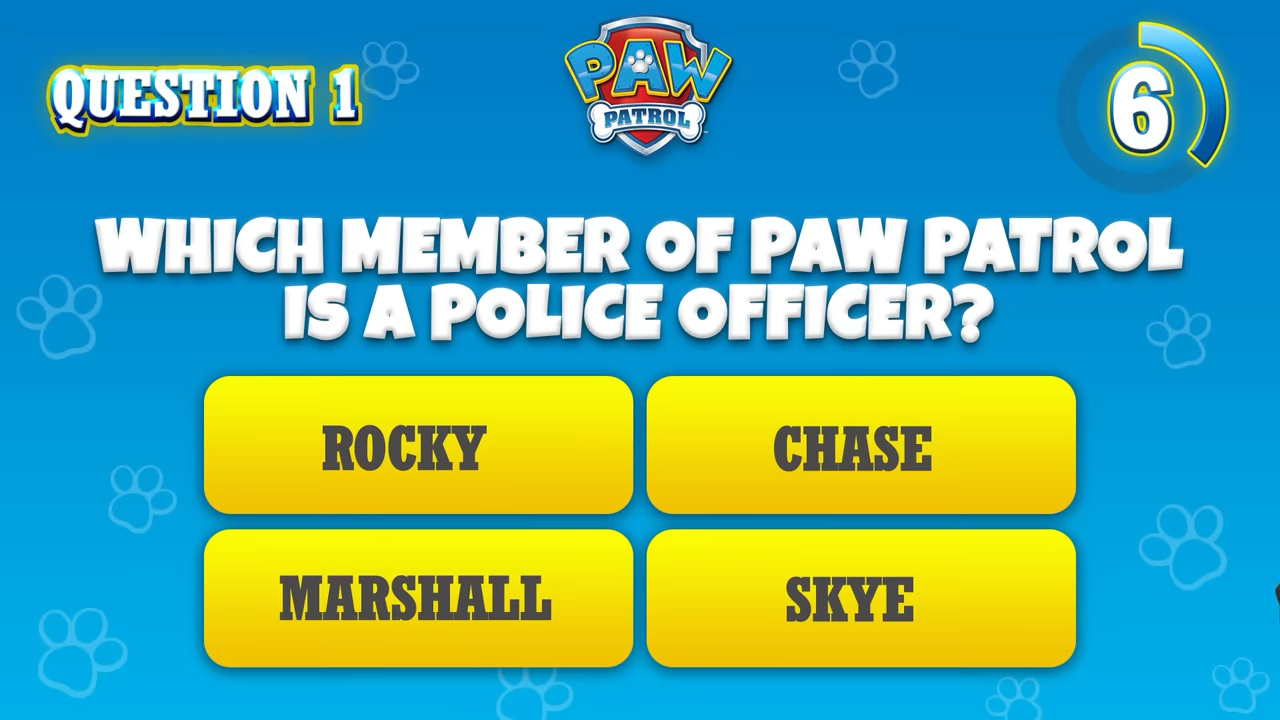 QUESTION 1
PAW
PATROL
6
WHICH MEMBER OF PAW PATROL
IS A POLICE OFFICER?
ROCKY
CHASE
MARSHALL
SKYE